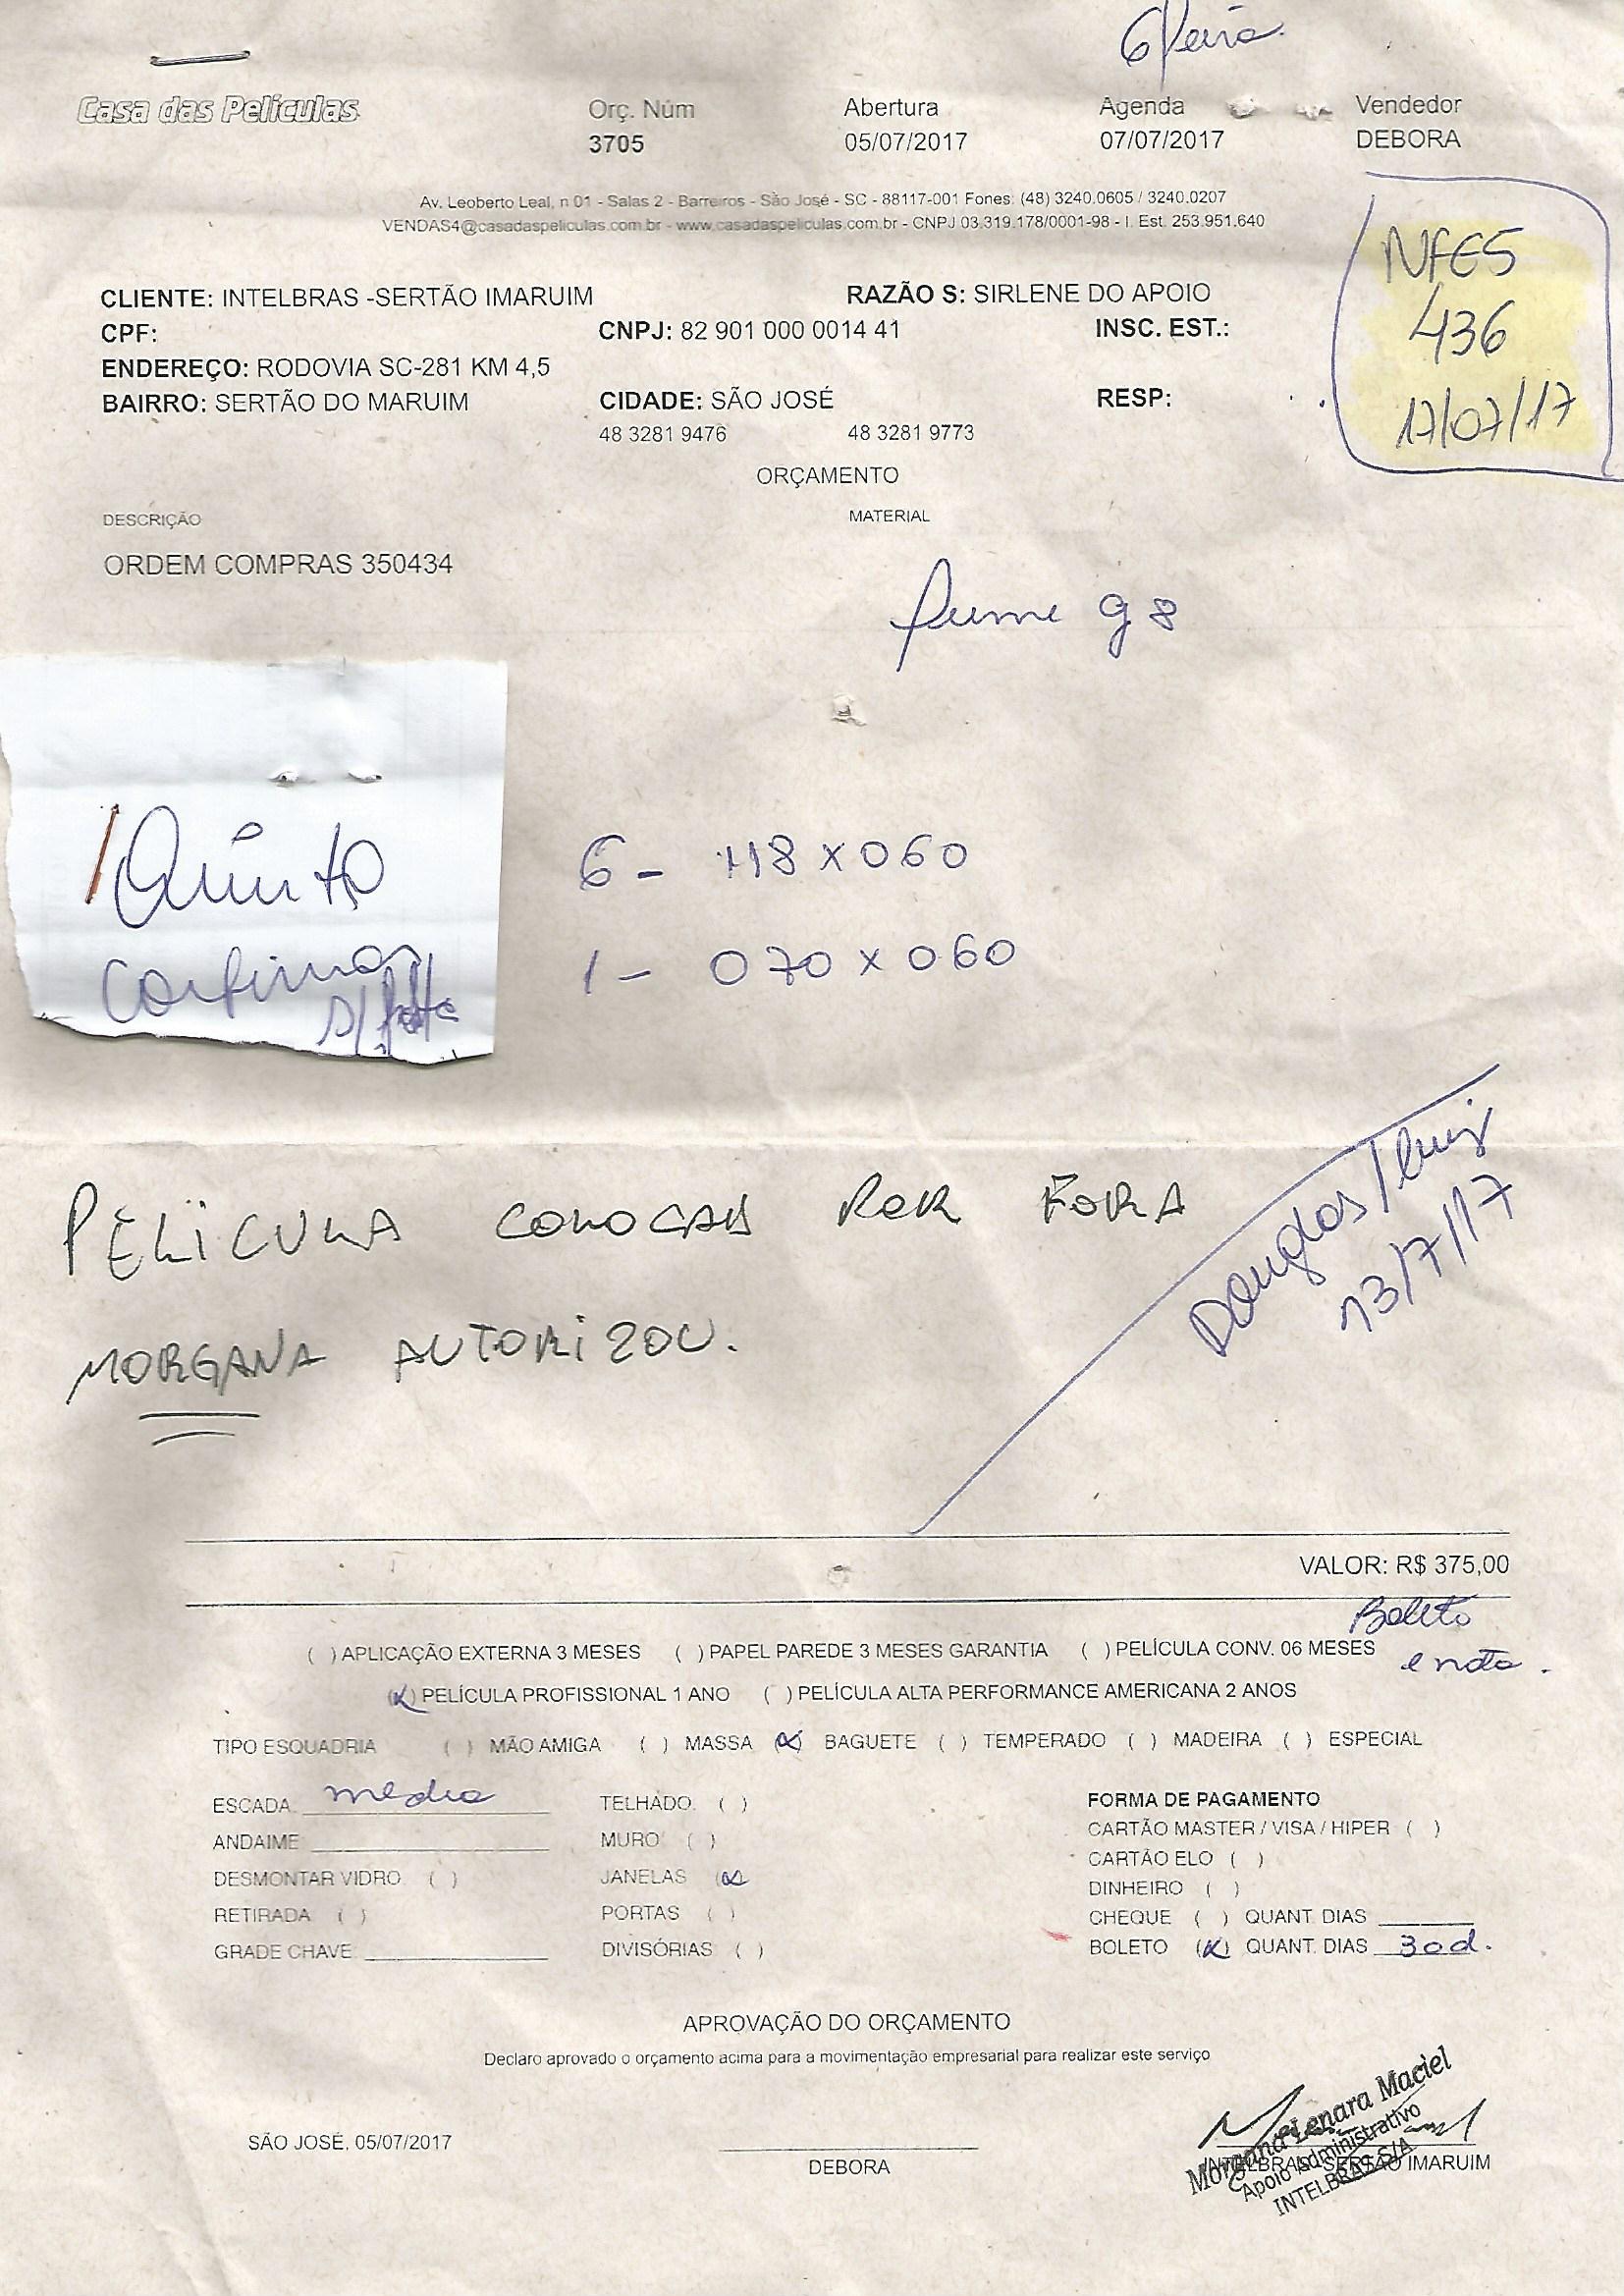 6ª feira
Casa das Películas
Orç. Núm Abertura Agenda Vendedor
3705 05/07/2017 07/07/2017 DEBORA
Av. Leoberto Leal, n 01 - Salas 2 - Barreiros - São José - SC - 88117-001 Fones: (48) 3240.0605 / 3240.0207
VENDAS4@casadaspeliculas.com.br - www.casadaspeliculas.com.br - CNPJ 03.319.178/0001-98 - I. Est. 253.951.640
NFES
436
17/07/17
CLIENTE: INTELBRAS -SERTÃO IMARUIM RAZÃO S: SIRLENE DO APOIO
CPF: CNPJ: 82 901 000 0014 41 INSC. EST.:
ENDEREÇO: RODOVIA SC-281 KM 4,5
BAIRRO: SERTÃO DO MARUIM CIDADE: SÃO JOSÉ RESP:
48 3281 9476 48 3281 9773
ORÇAMENTO
DESCRIÇÃO MATERIAL
ORDEM COMPRAS 350434
fume g 8
Quinta
confirmar
s/
6 - 118 x 060
1 - 070 x 060
PELÍCULA COLOCADA POR FORA
MORGANA AUTORIZOU.
Douglas / Luiz
13/7/17
VALOR: R$ 375,00
Boleto
e nota.
( ) APLICAÇÃO EXTERNA 3 MESES ( ) PAPEL PAREDE 3 MESES GARANTIA ( ) PELÍCULA CONV. 06 MESES
(x) PELÍCULA PROFISSIONAL 1 ANO ( ) PELÍCULA ALTA PERFORMANCE AMERICANA 2 ANOS
TIPO ESQUADRIA ( ) MÃO AMIGA ( ) MASSA (x) BAGUETE ( ) TEMPERADO ( ) MADEIRA ( ) ESPECIAL
ESCADA media TELHADO ( ) FORMA DE PAGAMENTO
ANDAIME MURO ( ) CARTÃO MASTER / VISA / HIPER ( )
DESMONTAR VIDRO ( ) JANELAS (x) CARTÃO ELO ( )
DINHEIRO ( )
RETIRADA ( ) PORTAS ( ) CHEQUE ( ) QUANT. DIAS
GRADE CHAVE DIVISÓRIAS ( ) BOLETO (x) QUANT. DIAS 30d.
APROVAÇÃO DO ORÇAMENTO
Declaro aprovado o orçamento acima para a movimentação empresarial para realizar este serviço
SÃO JOSÉ, 05/07/2017
DEBORA
INTELBRAS -SERTÃO IMARUIM
Morgana Lenara Maciel
Apoio Administrativo
INTELBRAS S/A